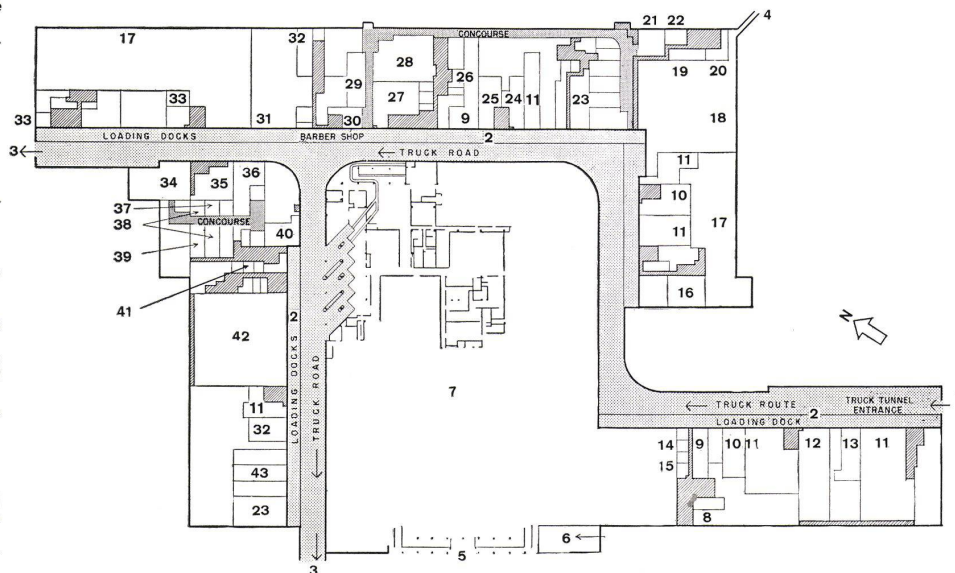 e
21 22 4
CONCOURSE
17 32 28 26 19 20
29
27 25 24 11 23 18
33 33 31 30 9
LOADING DOCKS BARBER SHOP 2
3 ← ← TRUCK ROAD
34 35 36 11
37 10 17
38 CONCOURSE 40 11
39
41 16
N
42 2 LOADING DOCKS TRUCK ROAD
7
← TRUCK ROUTE 2 TRUCK TUNNEL ENTRANCE ←
LOADING DOCK
11
32 14 9 10 11 12 13 11
43 15
23 8
5 6 ←
3